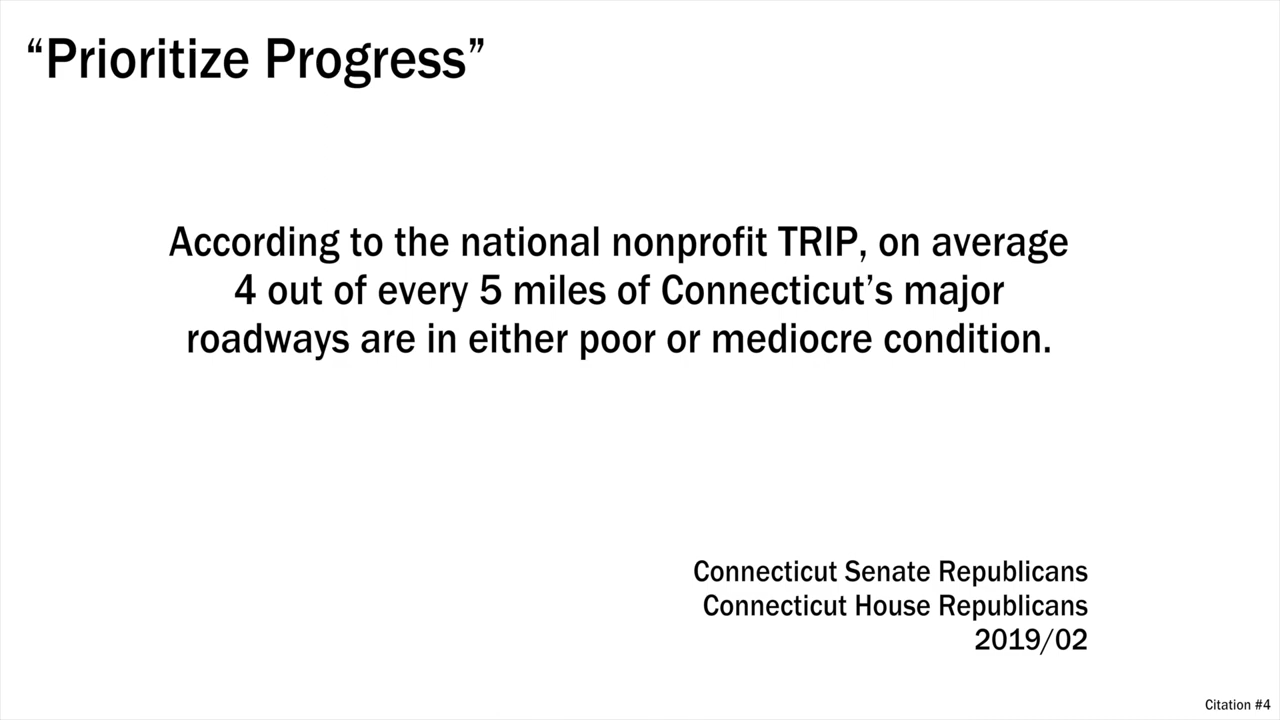 “Prioritize Progress”
According to the national nonprofit TRIP, on average
4 out of every 5 miles of Connecticut’s major
roadways are in either poor or mediocre condition.
Connecticut Senate Republicans
Connecticut House Republicans
2019/02
Citation #4